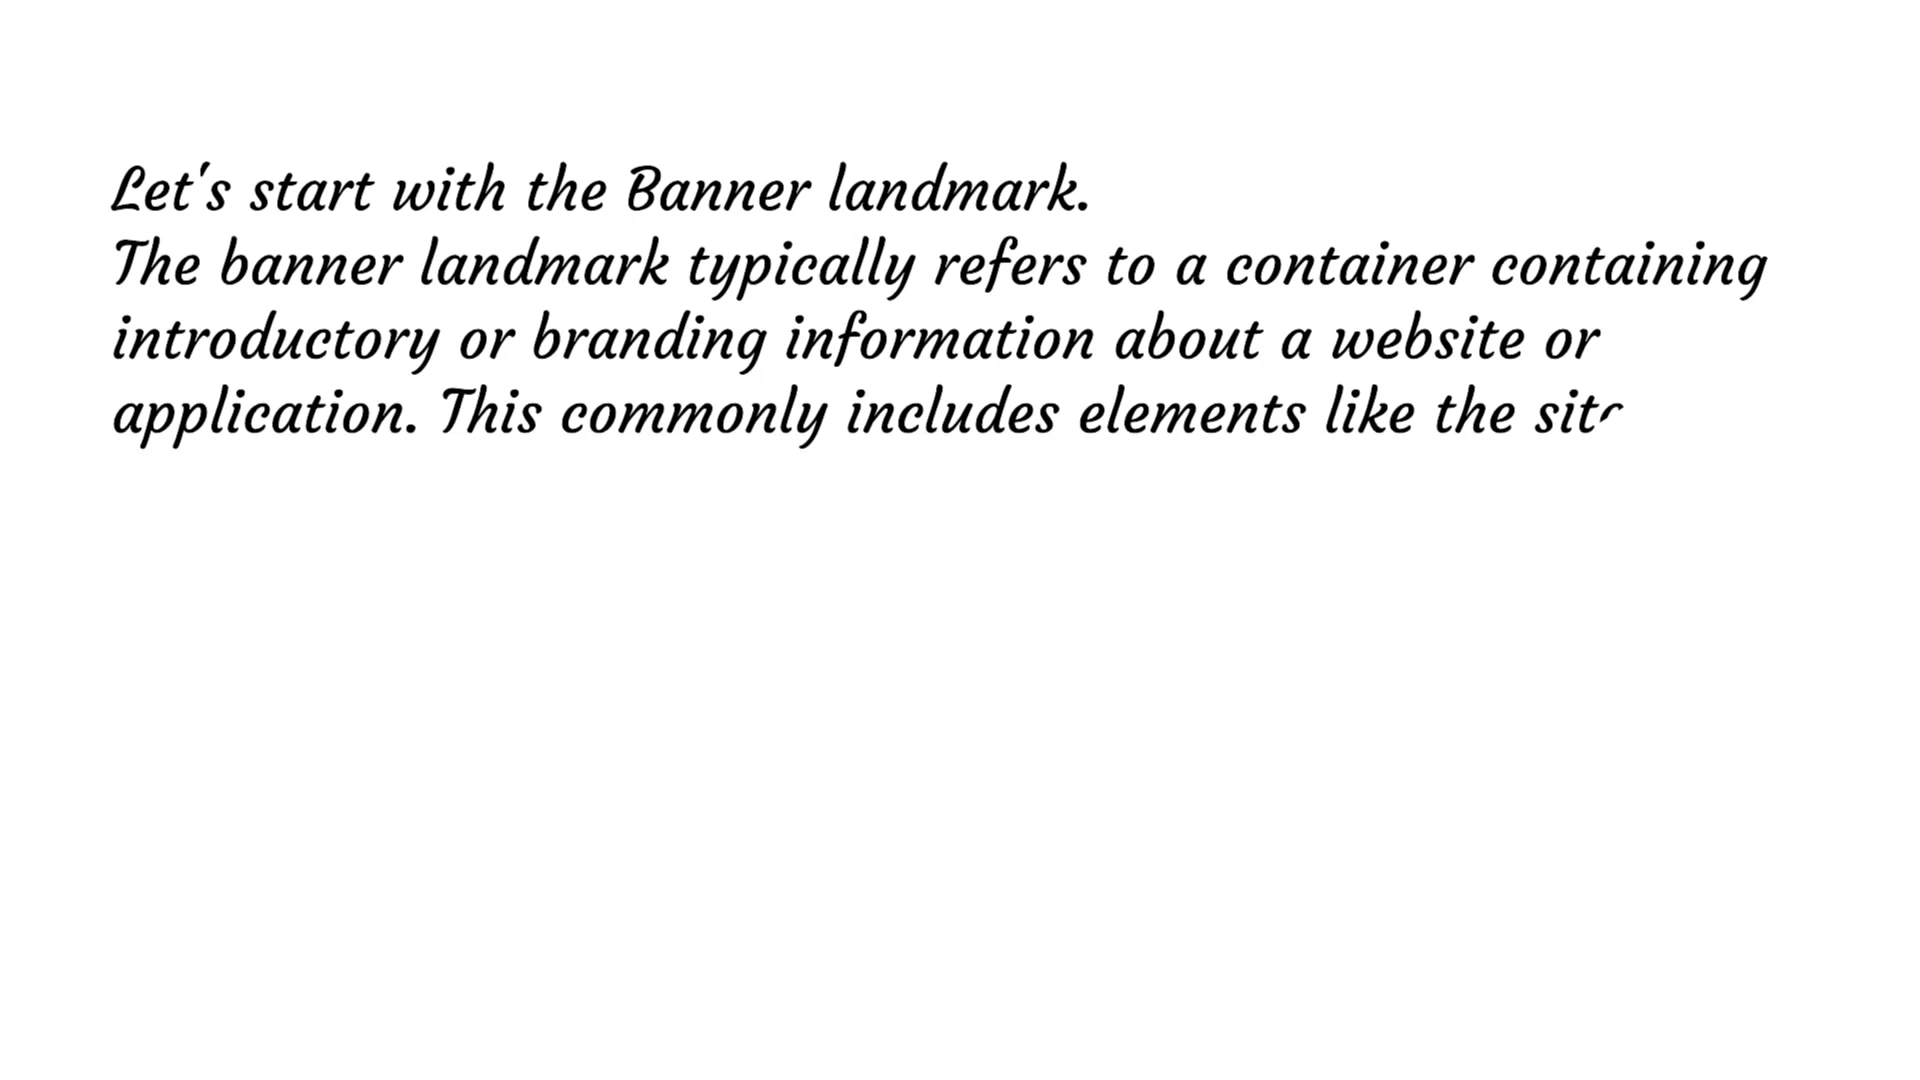 Let's start with the Banner landmark.
The banner landmark typically refers to a container containing
introductory or branding information about a website or
application. This commonly includes elements like the